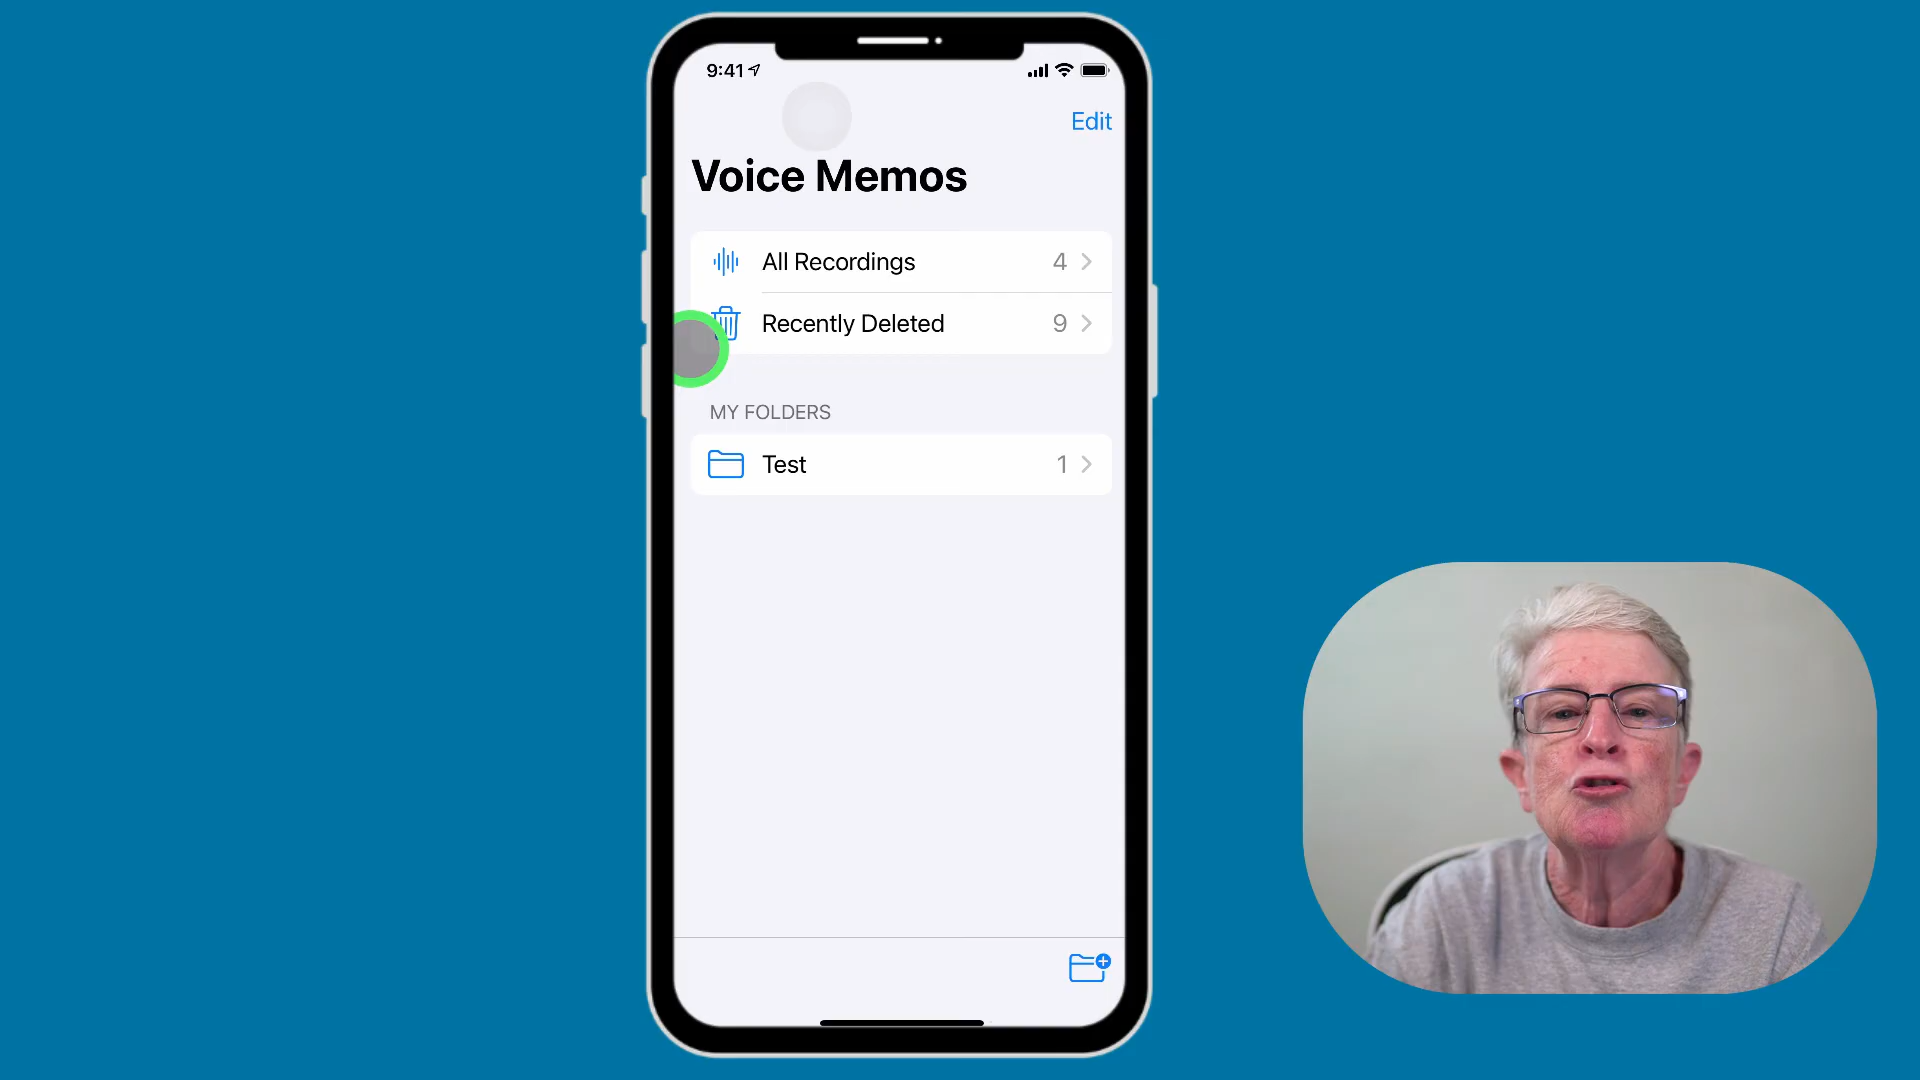 9:41
Edit
Voice Memos
All Recordings 4
Recently Deleted 9
MY FOLDERS
Test 1